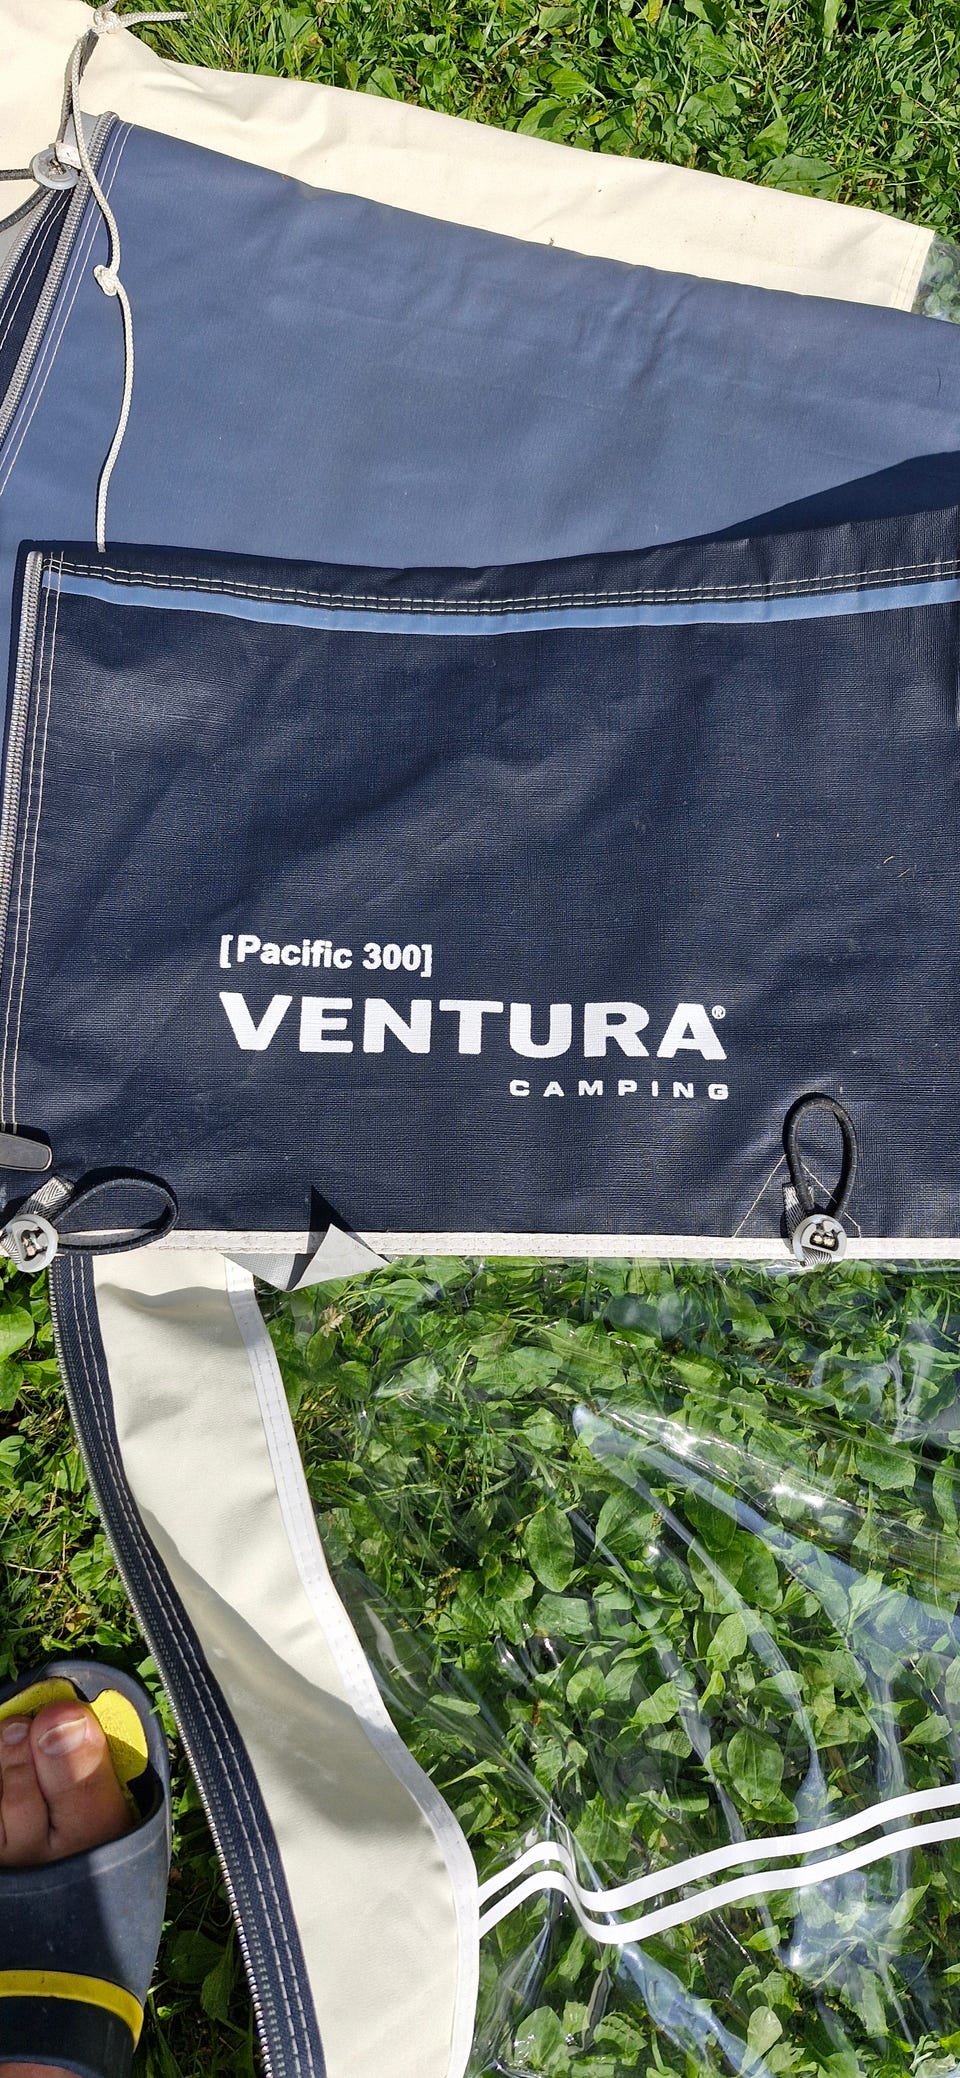 [Pacific 300]
VENTURA®
CAMPING